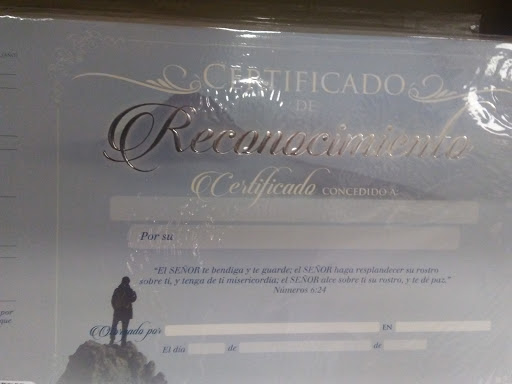 CERTIFICADO
DE
Reconocimiento
Certificado CONCEDIDO A:
Por su
"El SEÑOR te bendiga y te guarde; el SEÑOR haga resplandecer su rostro
sobre ti, y tenga de ti misericordia; el SEÑOR alce sobre ti su rostro, y te dé paz."
Números 6:24
Otorgado por EN
El día de de
por
que